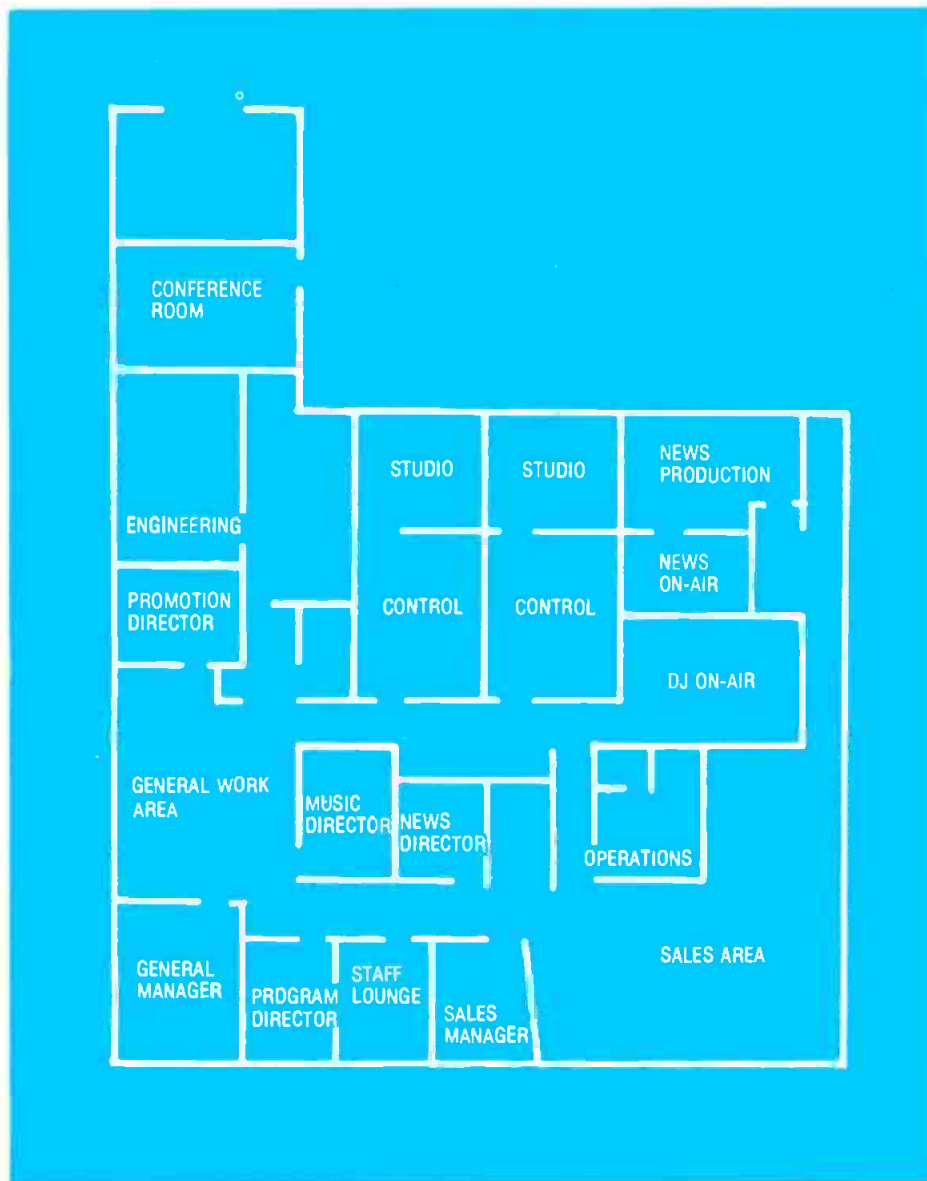 CONFERENCE
ROOM
STUDIO
STUDIO
NEWS
PRODUCTION
ENGINEERING
NEWS
ON-AIR
PROMOTION
DIRECTOR
CONTROL
CONTROL
DJ ON-AIR
GENERAL WORK
AREA
MUSIC
DIRECTOR
NEWS
DIRECTOR
OPERATIONS
SALES AREA
GENERAL
MANAGER
PROGRAM
DIRECTOR
STAFF
LOUNGE
SALES
MANAGER